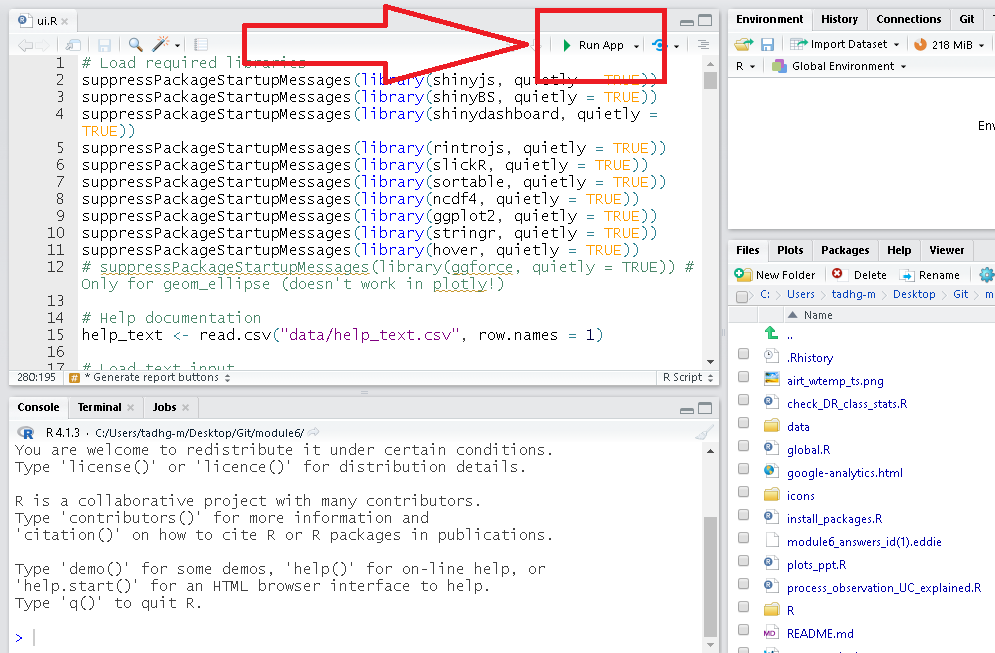 ui.R
Run App
1 # Load required libraries
2 suppressPackageStartupMessages(library(shinyjs, quietly = TRUE))
3 suppressPackageStartupMessages(library(shinyBS, quietly = TRUE))
4 suppressPackageStartupMessages(library(shinydashboard, quietly =
TRUE))
5 suppressPackageStartupMessages(library(rintrojs, quietly = TRUE))
6 suppressPackageStartupMessages(library(slickR, quietly = TRUE))
7 suppressPackageStartupMessages(library(sortable, quietly = TRUE))
8 suppressPackageStartupMessages(library(ncdf4, quietly = TRUE))
9 suppressPackageStartupMessages(library(ggplot2, quietly = TRUE))
10 suppressPackageStartupMessages(library(stringr, quietly = TRUE))
11 suppressPackageStartupMessages(library(hover, quietly = TRUE))
12 # suppressPackageStartupMessages(library(ggforce, quietly = TRUE)) #
Only for geom_ellipse (doesn't work in plotly!)
13
14 # Help documentation
15 help_text <- read.csv("data/help_text.csv", row.names = 1)
16
17 # Load text input
280:195 # * Generate report buttons R Script
Console Terminal Jobs
R 4.1.3 · C:/Users/tadhg-m/Desktop/Git/module6/
You are welcome to redistribute it under certain conditions.
Type 'license()' or 'licence()' for distribution details.
R is a collaborative project with many contributors.
Type 'contributors()' for more information and
'citation()' on how to cite R or R packages in publications.
Type 'demo()' for some demos, 'help()' for on-line help, or
'help.start()' for an HTML browser interface to help.
Type 'q()' to quit R.
>
Environment History Connections Git
Import Dataset 218 MiB
R Global Environment
Env
Files Plots Packages Help Viewer
New Folder Delete Rename
C: Users tadhg-m Desktop Git m
Name
..
.Rhistory
airt_wtemp_ts.png
check_DR_class_stats.R
data
global.R
google-analytics.html
icons
install_packages.R
module6_answers_id(1).eddie
plots_ppt.R
process_observation_UC_explained.R
R
README.md